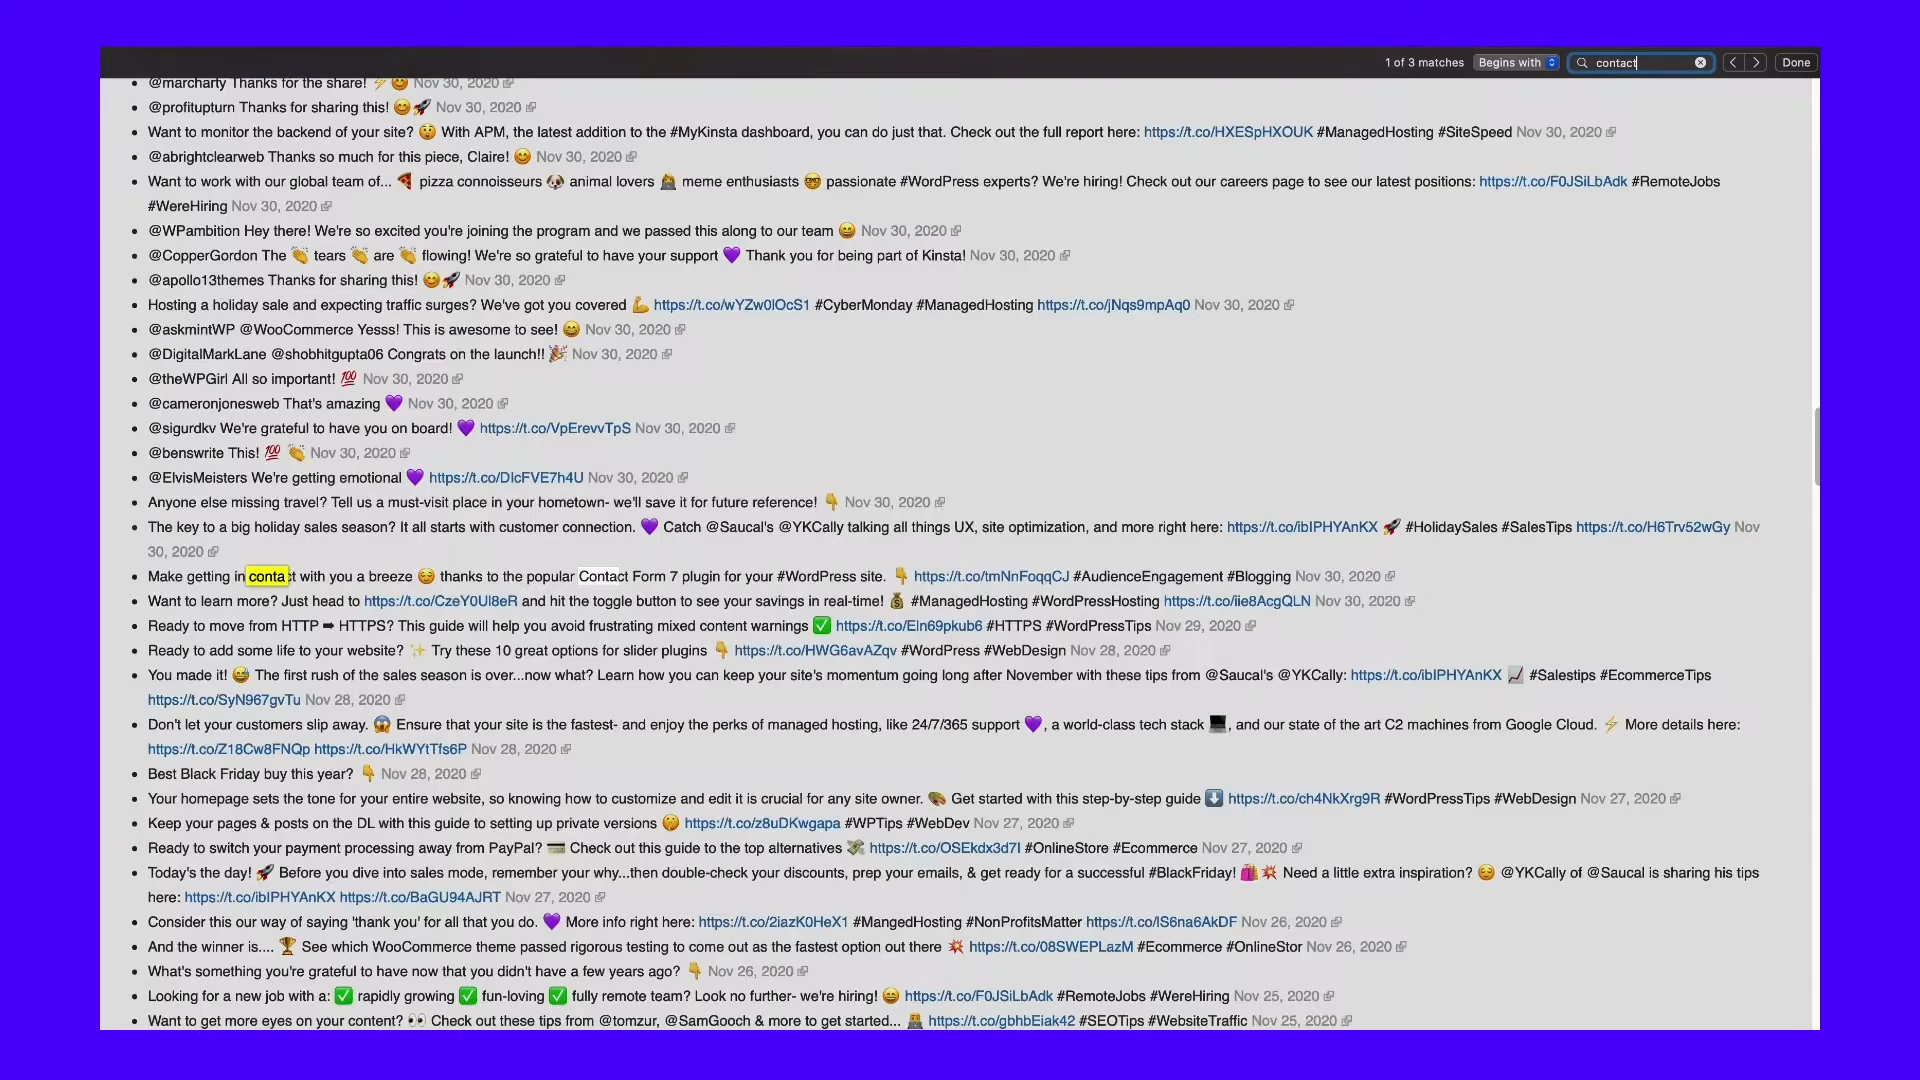 1 of 3 matches Begins with contact Done
@marcharty Thanks for the share! ⚡😊 Nov 30, 2020
@profitupturn Thanks for sharing this! 😊🚀 Nov 30, 2020
Want to monitor the backend of your site? 😲 With APM, the latest addition to the #MyKinsta dashboard, you can do just that. Check out the full report here: https://t.co/HXESpHXOUK #ManagedHosting #SiteSpeed Nov 30, 2020
@abrightclearweb Thanks so much for this piece, Claire! 😊 Nov 30, 2020
Want to work with our global team of... 🍕 pizza connoisseurs 🐶 animal lovers 👩‍💻 meme enthusiasts 🤓 passionate #WordPress experts? We're hiring! Check out our careers page to see our latest positions: https://t.co/F0JSiLbAdk #RemoteJobs
#WereHiring Nov 30, 2020
@WPambition Hey there! We're so excited you're joining the program and we passed this along to our team 😄 Nov 30, 2020
@CopperGordon The 👏 tears 👏 are 👏 flowing! We're so grateful to have your support 💜 Thank you for being part of Kinsta! Nov 30, 2020
@apollo13themes Thanks for sharing this! 😊🚀 Nov 30, 2020
Hosting a holiday sale and expecting traffic surges? We've got you covered 💪 https://t.co/wYZw0lOcS1 #CyberMonday #ManagedHosting https://t.co/jNqs9mpAq0 Nov 30, 2020
@askmintWP @WooCommerce Yesss! This is awesome to see! 😄 Nov 30, 2020
@DigitalMarkLane @shobhitgupta06 Congrats on the launch!! 🎉 Nov 30, 2020
@theWPGirl All so important! 💯 Nov 30, 2020
@cameronjonesweb That's amazing 💜 Nov 30, 2020
@sigurdkv We're grateful to have you on board! 💜 https://t.co/VpErevvTpS Nov 30, 2020
@benswrite This! 💯 👏 Nov 30, 2020
@ElvisMeisters We're getting emotional 💜 https://t.co/DlcFVE7h4U Nov 30, 2020
Anyone else missing travel? Tell us a must-visit place in your hometown- we'll save it for future reference! 👇 Nov 30, 2020
The key to a big holiday sales season? It all starts with customer connection. 💜 Catch @Saucal's @YKCally talking all things UX, site optimization, and more right here: https://t.co/ibIPHYAnKX 🚀 #HolidaySales #SalesTips https://t.co/H6Trv52wGy Nov
30, 2020
Make getting in contact with you a breeze 😌 thanks to the popular Contact Form 7 plugin for your #WordPress site. 👇 https://t.co/tmNnFoqqCJ #AudienceEngagement #Blogging Nov 30, 2020
Want to learn more? Just head to https://t.co/CzeY0Ul8eR and hit the toggle button to see your savings in real-time! 💰 #ManagedHosting #WordPressHosting https://t.co/iie8AcgQLN Nov 30, 2020
Ready to move from HTTP ➡ HTTPS? This guide will help you avoid frustrating mixed content warnings ✅ https://t.co/Eln69pkub6 #HTTPS #WordPressTips Nov 29, 2020
Ready to add some life to your website? ✨ Try these 10 great options for slider plugins 👇 https://t.co/HWG6avAZqv #WordPress #WebDesign Nov 28, 2020
You made it! 😅 The first rush of the sales season is over...now what? Learn how you can keep your site's momentum going long after November with these tips from @Saucal's @YKCally: https://t.co/ibIPHYAnKX 📈 #Salestips #EcommerceTips
https://t.co/SyN967gvTu Nov 28, 2020
Don't let your customers slip away. 😱 Ensure that your site is the fastest- and enjoy the perks of managed hosting, like 24/7/365 support 💜, a world-class tech stack 💻, and our state of the art C2 machines from Google Cloud. ⚡ More details here:
https://t.co/Z18Cw8FNQp https://t.co/HkWYtTfs6P Nov 28, 2020
Best Black Friday buy this year? 👇 Nov 28, 2020
Your homepage sets the tone for your entire website, so knowing how to customize and edit it is crucial for any site owner. 🎨 Get started with this step-by-step guide ⬇️ https://t.co/ch4NkXrg9R #WordPressTips #WebDesign Nov 27, 2020
Keep your pages & posts on the DL with this guide to setting up private versions 🤫 https://t.co/z8uDKwgapa #WPTips #WebDev Nov 27, 2020
Ready to switch your payment processing away from PayPal? 💳 Check out this guide to the top alternatives 💸 https://t.co/OSEkdx3d7I #OnlineStore #Ecommerce Nov 27, 2020
Today's the day! 🚀 Before you dive into sales mode, remember your why...then double-check your discounts, prep your emails, & get ready for a successful #BlackFriday! 🛍️💥 Need a little extra inspiration? 😌 @YKCally of @Saucal is sharing his tips
here: https://t.co/ibIPHYAnKX https://t.co/BaGU94AJRT Nov 27, 2020
Consider this our way of saying 'thank you' for all that you do. 💜 More info right here: https://t.co/2iazK0HeX1 #MangedHosting #NonProfitsMatter https://t.co/lS6na6AkDF Nov 26, 2020
And the winner is.... 🏆 See which WooCommerce theme passed rigorous testing to come out as the fastest option out there 💥 https://t.co/08SWEPLazM #Ecommerce #OnlineStor Nov 26, 2020
What's something you're grateful to have now that you didn't have a few years ago? 👇 Nov 26, 2020
Looking for a new job with a: ✅ rapidly growing ✅ fun-loving ✅ fully remote team? Look no further- we're hiring! 😄 https://t.co/F0JSiLbAdk #RemoteJobs #WereHiring Nov 25, 2020
Want to get more eyes on your content? 👀 Check out these tips from @tomzur, @SamGooch & more to get started... 👩‍💻 https://t.co/gbhbEiak42 #SEOTips #WebsiteTraffic Nov 25, 2020